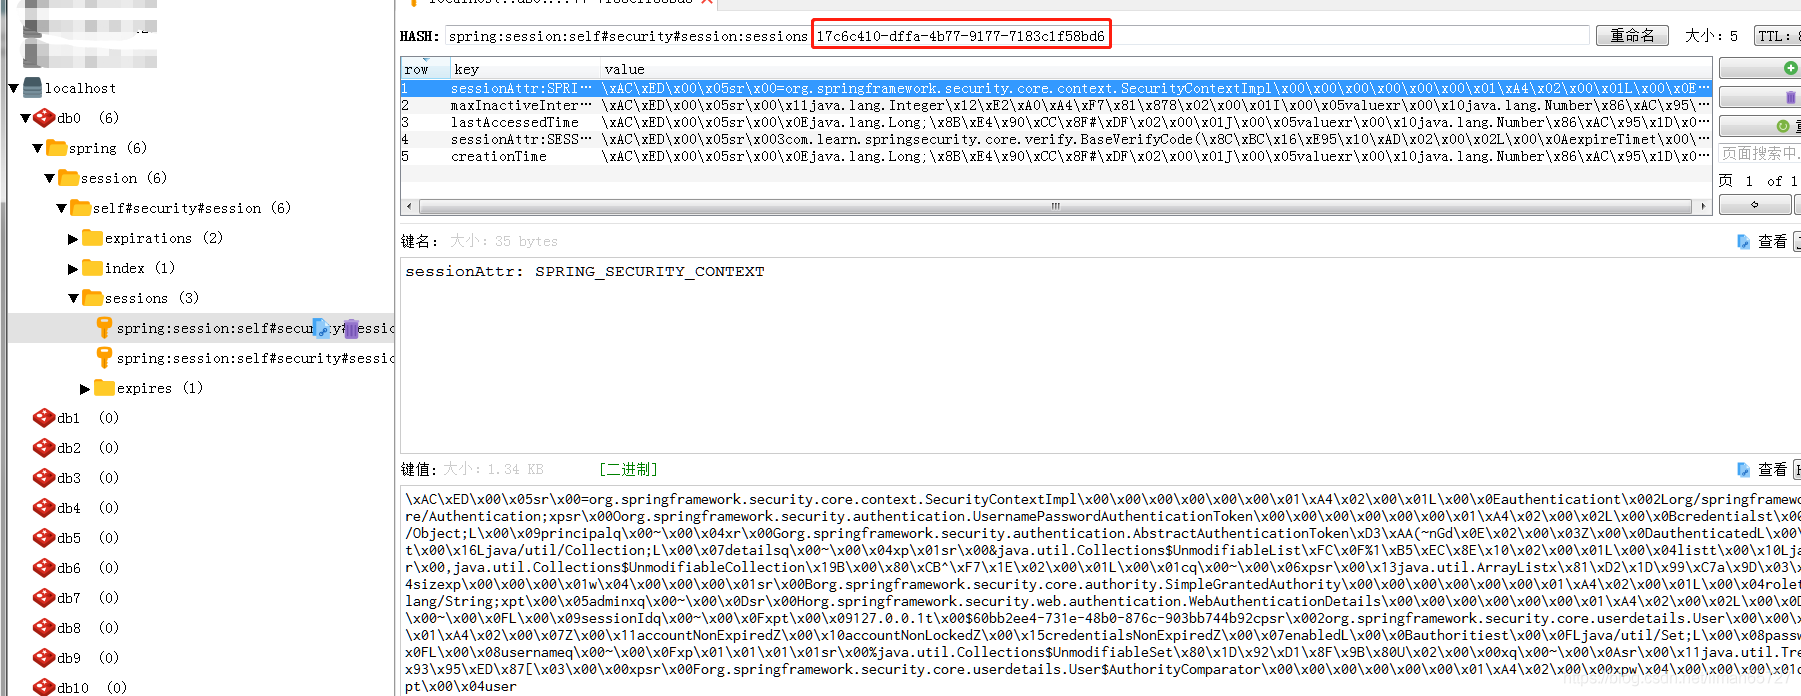 HASH: spring:session:self#security#session:sessions 17c6c410-dffa-4b77-9177-7183c1f58bd6 重命名 大小: 5 TTL:
row key value
1 sessionAttr:SPRI… \xAC\xED\x00\x05sr\x00=org.springframework.security.core.context.SecurityContextImpl\x00\x00\x00\x00\x00\x00\x01\xA4\x02\x00\x01L\x00\x0E…
2 maxInactiveInter… \xAC\xED\x00\x05sr\x00\x11java.lang.Integer\x12\xE2\xA0\xA4\xF7\x81\x878\x02\x00\x01I\x00\x05valuexr\x00\x10java.lang.Number\x86\xAC\x95…
3 lastAccessedTime \xAC\xED\x00\x05sr\x00\x0Ejava.lang.Long;\x8B\xE4\x90\xCC\x8F#\xDF\x02\x00\x01J\x00\x05valuexr\x00\x10java.lang.Number\x86\xAC\x95\x1D\x0…
4 sessionAttr:SESS… \xAC\xED\x00\x05sr\x003com.learn.springsecurity.core.verify.BaseVerifyCode(\x8C\xBC\x16\xE95\x10\xAD\x02\x00\x02L\x00\x0AexpireTimet\x00\…
5 creationTime \xAC\xED\x00\x05sr\x00\x0Ejava.lang.Long;\x8B\xE4\x90\xCC\x8F#\xDF\x02\x00\x01J\x00\x05valuexr\x00\x10java.lang.Number\x86\xAC\x95\x1D\x0…
页面搜索中
页 1 of 1
键名: 大小: 35 bytes 查看
sessionAttr: SPRING_SECURITY_CONTEXT
键值: 大小: 1.34 KB [二进制] 查看
\xAC\xED\x00\x05sr\x00=org.springframework.security.core.context.SecurityContextImpl\x00\x00\x00\x00\x00\x00\x01\xA4\x02\x00\x01L\x00\x0Eauthenticationt\x002Lorg/springframewo
re/Authentication;xpsr\x00Oorg.springframework.security.authentication.UsernamePasswordAuthenticationToken\x00\x00\x00\x00\x00\x00\x01\xA4\x02\x00\x02L\x00\x0Bcredentialst\x00
/Object;L\x00\x09principalq\x00~\x00\x04xr\x00Gorg.springframework.security.authentication.AbstractAuthenticationToken\xD3\xAA(~nGd\x0E\x02\x00\x03Z\x00\x0DauthenticatedL\x00
t\x00\x16Ljava/util/Collection;L\x00\x07detailsq\x00~\x00\x04xp\x01sr\x00&java.util.Collections$UnmodifiableList\xFC\x0F%1\xB5\xEC\x8E\x10\x02\x00\x01L\x00\x04listt\x00\x10Lja
r\x00,java.util.Collections$UnmodifiableCollection\x19B\x00\x80\xCB^\xF7\x1E\x02\x00\x01L\x00\x01cq\x00~\x00\x06xpsr\x00\x13java.util.ArrayListx\x81\xD2\x1D\x99\xC7a\x9D\x03\x
4sizexp\x00\x00\x00\x01w\x04\x00\x00\x00\x01sr\x00Borg.springframework.security.core.authority.SimpleGrantedAuthority\x00\x00\x00\x00\x00\x00\x01\xA4\x02\x00\x01L\x00\x04rolet
lang/String;xpt\x00\x05adminxq\x00~\x00\x0Dsr\x00Horg.springframework.security.web.authentication.WebAuthenticationDetails\x00\x00\x00\x00\x00\x00\x01\xA4\x02\x00\x02L\x00\x0D
\x00~\x00\x0FL\x00\x09sessionIdq\x00~\x00\x0Fxpt\x00\x09127.0.0.1t\x00$60bb2ee4-731e-48b0-876c-903bb744b92cpsr\x002org.springframework.security.core.userdetails.User\x00\x00\x
\x01\xA4\x02\x00\x07Z\x00\x11accountNonExpiredZ\x00\x10accountNonLockedZ\x00\x15credentialsNonExpiredZ\x00\x07enabledL\x00\x0Bauthoritiest\x00\x0FLjava/util/Set;L\x00\x08passw
x0FL\x00\x08usernameq\x00~\x00\x0Fxp\x01\x01\x01\x01sr\x00%java.util.Collections$UnmodifiableSet\x80\x1D\x92\xD1\x8F\x9B\x80U\x02\x00\x00xq\x00~\x00\x0Asr\x00\x11java.util.Tre
x93\x95\xED\x87[\x03\x00\x00xpsr\x00Forg.springframework.security.core.userdetails.User$AuthorityComparator\x00\x00\x00\x00\x00\x00\x01\xA4\x02\x00\x00xpw\x04\x00\x00\x00\x01q
pt\x00\x04user
localhost
db0 (6)
spring (6)
session (6)
self#security#session (6)
expirations (2)
index (1)
sessions (3)
spring:session:self#security#sessio
spring:session:self#security#sessio
expires (1)
db1 (0)
db2 (0)
db3 (0)
db4 (0)
db5 (0)
db6 (0)
db7 (0)
db8 (0)
db9 (0)
db10 (0)